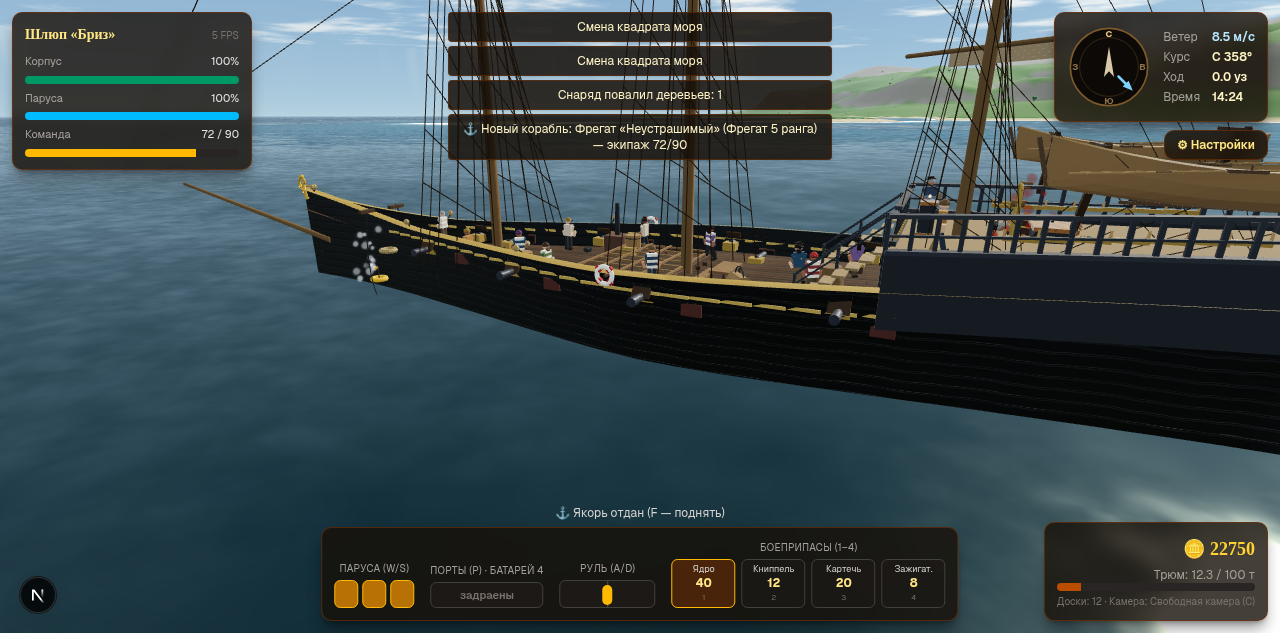 Шлюп «Бриз»
5 FPS
Корпус 100%
Паруса 100%
Команда 72 / 90
Смена квадрата моря
Смена квадрата моря
Снаряд повалил деревьев: 1
⚓ Новый корабль: Фрегат «Неустрашимый» (Фрегат 5 ранга)
— экипаж 72/90
С
З
В
Ю
Ветер 8.5 м/с
Курс С 358°
Ход 0.0 уз
Время 14:24
⚙ Настройки
⚓ Якорь отдан (F — поднять)
ПАРУСА (W/S)
ПОРТЫ (P) · БАТАРЕЙ 4
задраены
РУЛЬ (A/D)
БОЕПРИПАСЫ (1–4)
Ядро
40
1
Книппель
12
2
Картечь
20
3
Зажигат.
8
4
22750
Трюм: 12.3 / 100 т
Доски: 12 · Камера: Свободная камера (C)
N